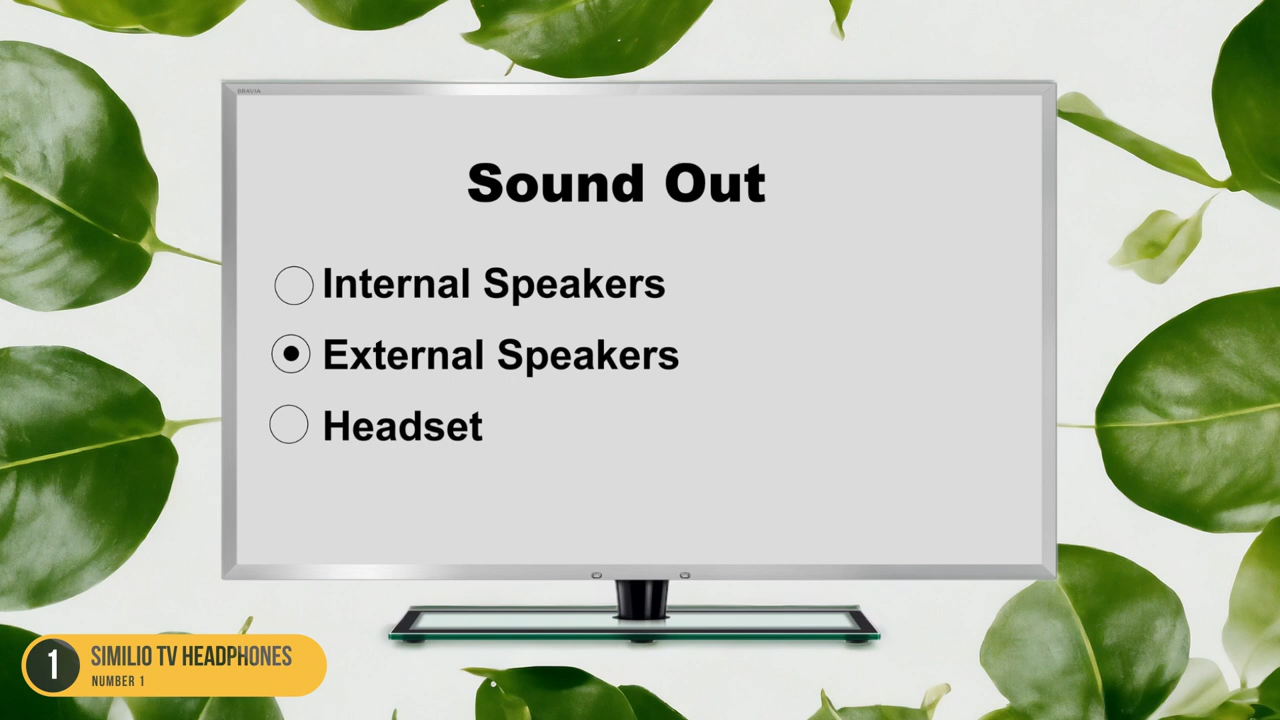 BRAVIA
Sound Out
Internal Speakers
External Speakers
Headset
1
SIMILIO TV HEADPHONES
NUMBER 1